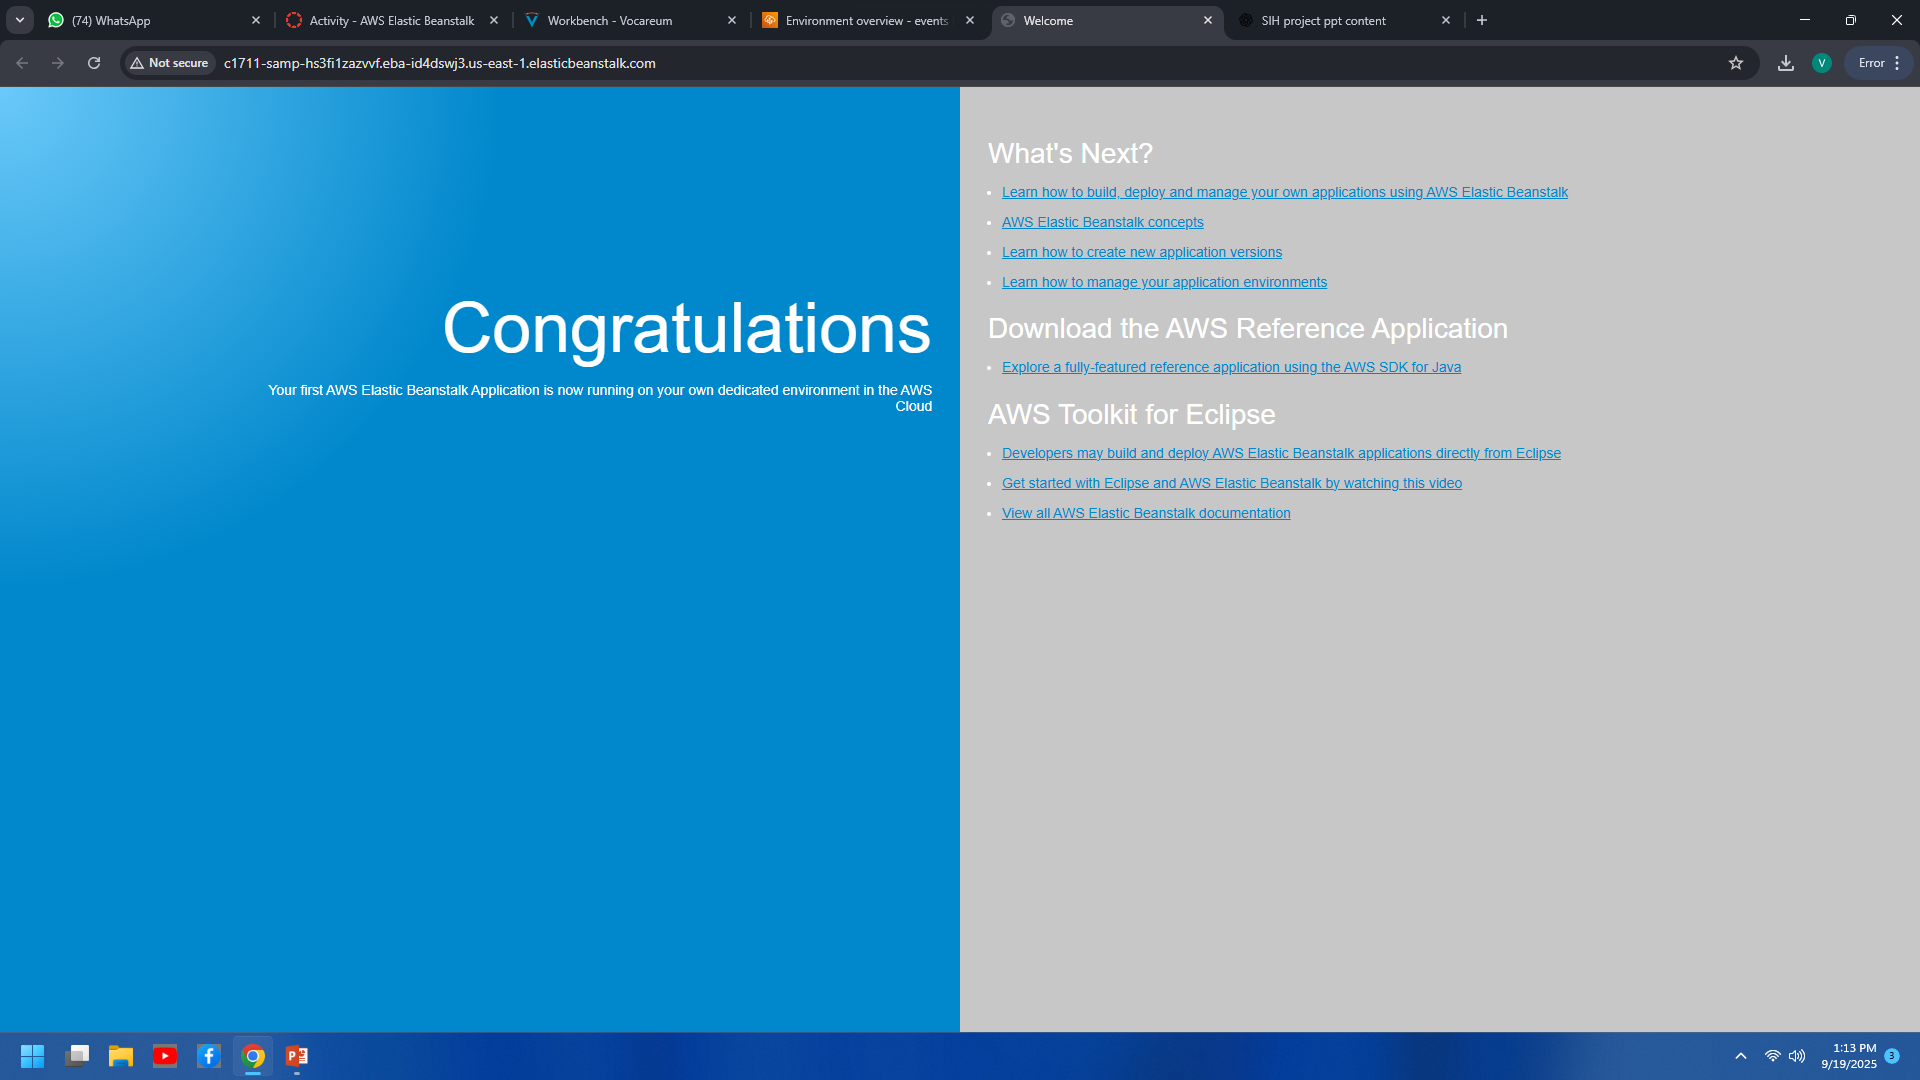 (74) WhatsApp
Activity - AWS Elastic Beanstalk
Workbench - Vocareum
Environment overview - events
Welcome
SIH project ppt content
Not secure
c1711-samp-hs3fi1zazvvf.eba-id4dswj3.us-east-1.elasticbeanstalk.com
V
Error
Congratulations
Your first AWS Elastic Beanstalk Application is now running on your own dedicated environment in the AWS
Cloud
What's Next?
Learn how to build, deploy and manage your own applications using AWS Elastic Beanstalk
AWS Elastic Beanstalk concepts
Learn how to create new application versions
Learn how to manage your application environments
Download the AWS Reference Application
Explore a fully-featured reference application using the AWS SDK for Java
AWS Toolkit for Eclipse
Developers may build and deploy AWS Elastic Beanstalk applications directly from Eclipse
Get started with Eclipse and AWS Elastic Beanstalk by watching this video
View all AWS Elastic Beanstalk documentation
1:13 PM
9/19/2025
3